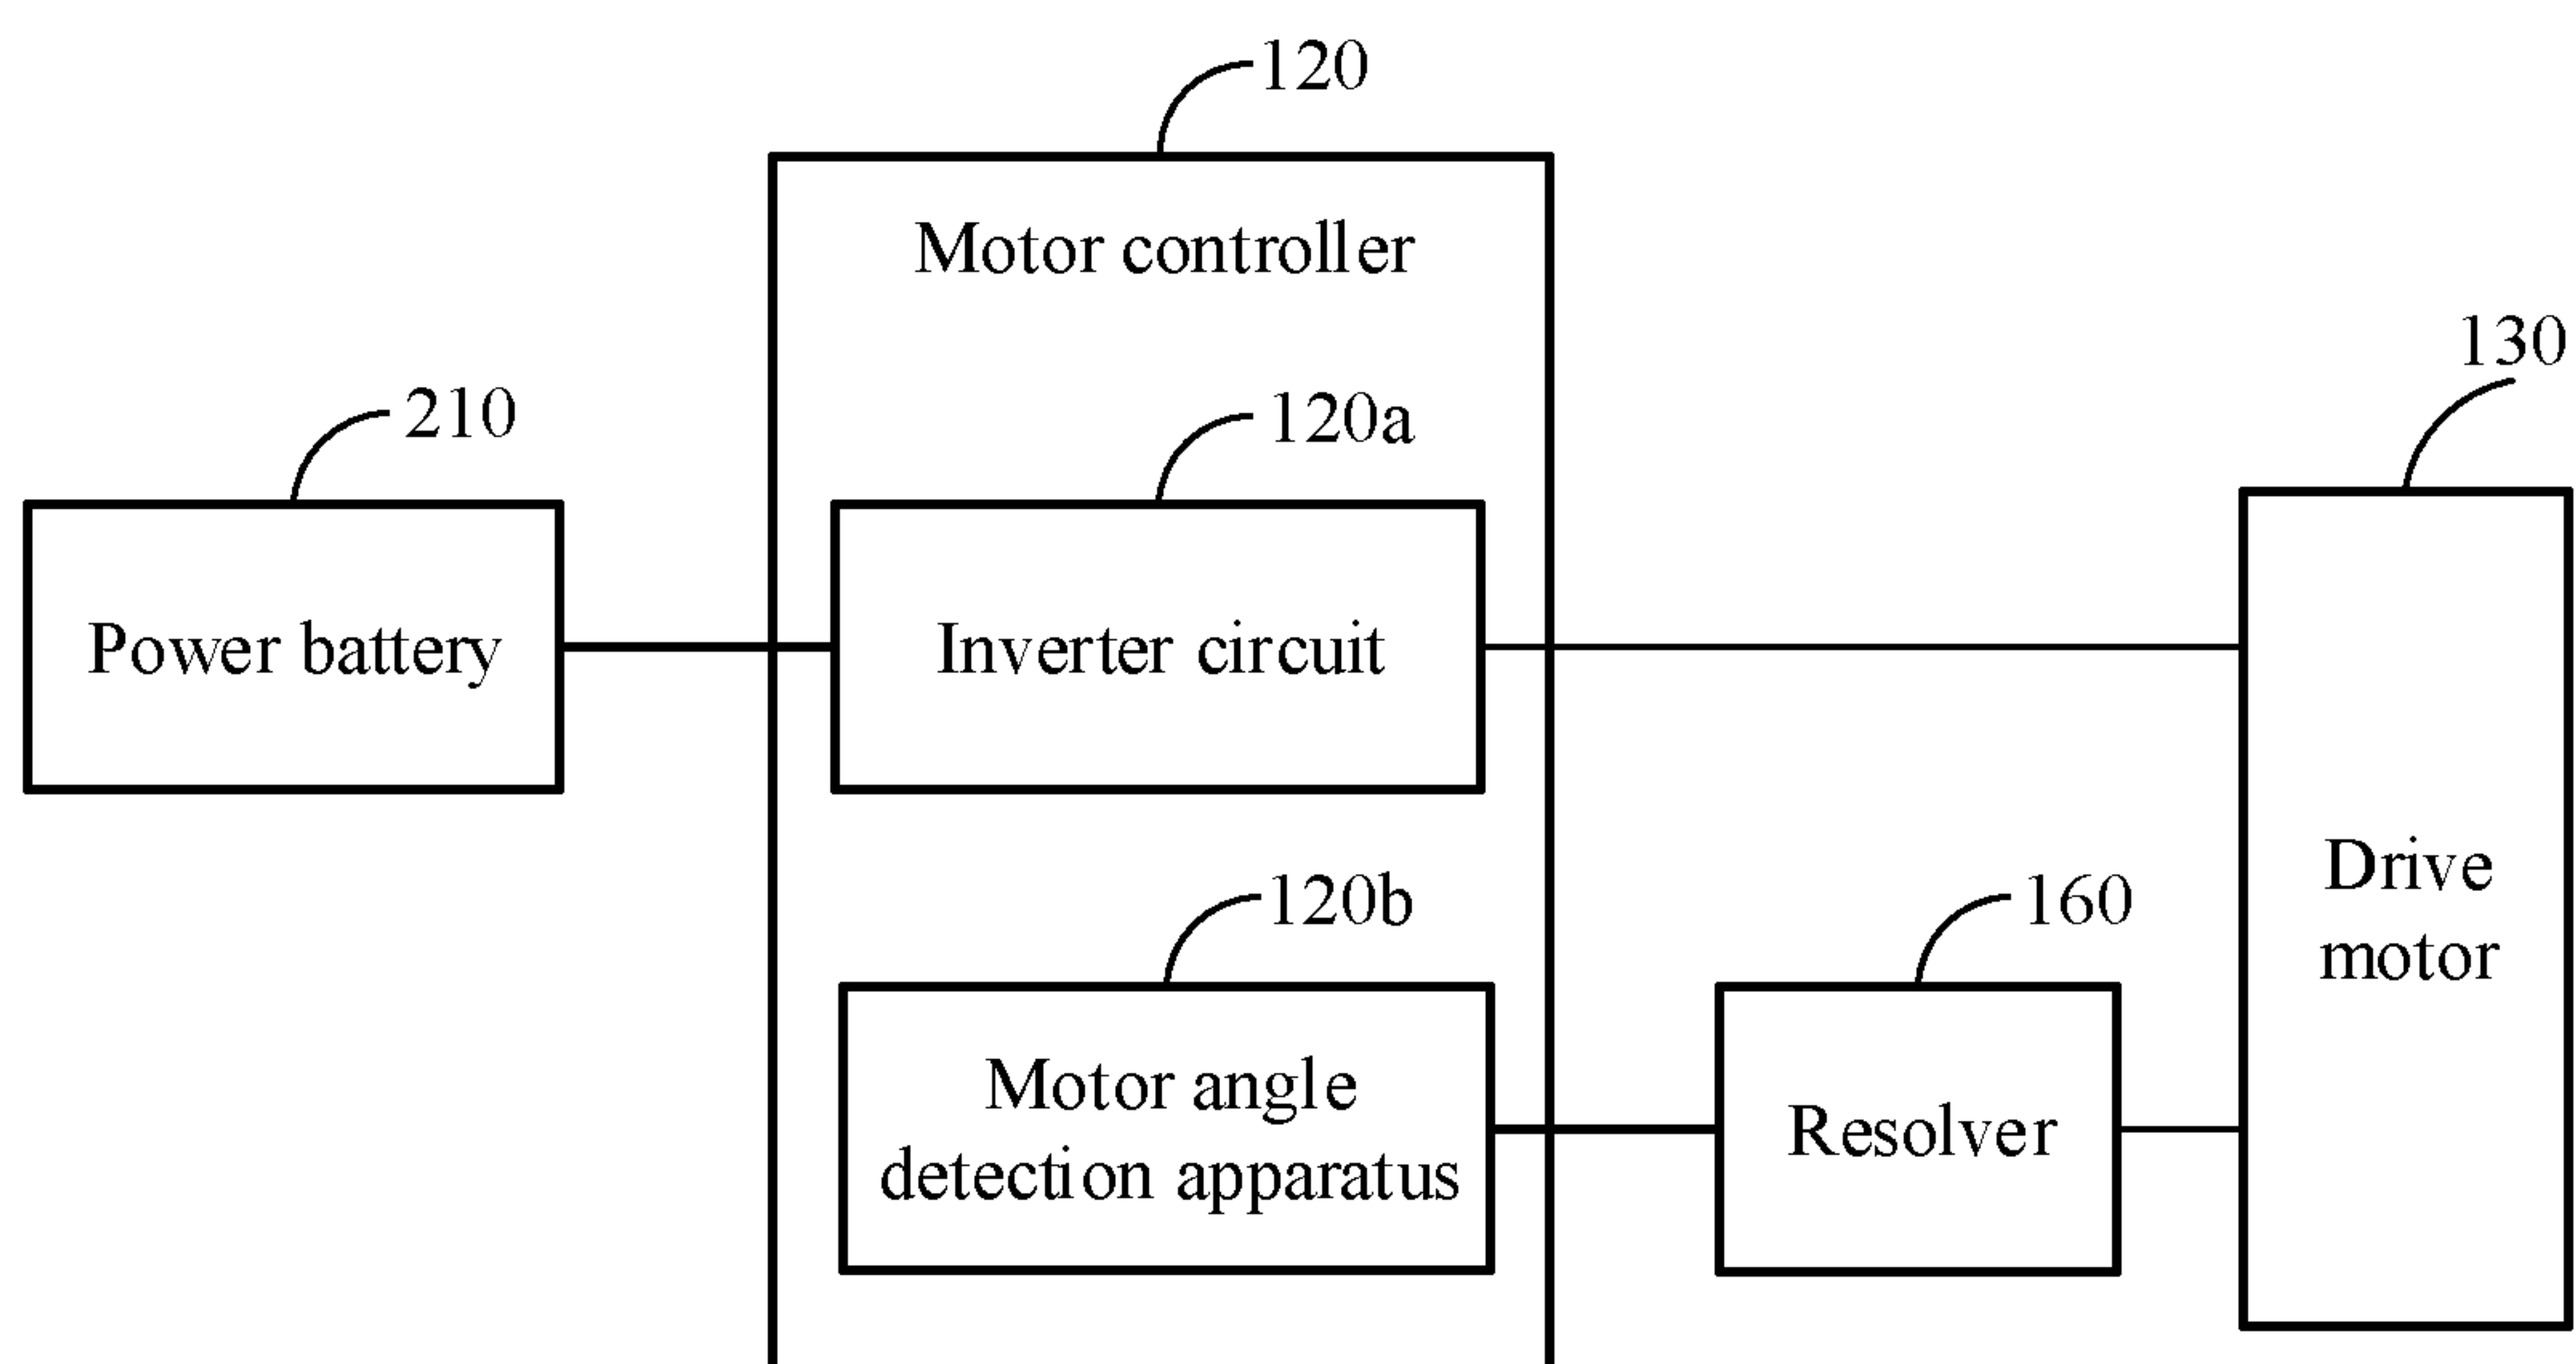 120
Motor controller
130
210
120a
Power battery
Inverter circuit
Drive
motor
120b
160
Motor angle
detection apparatus
Resolver